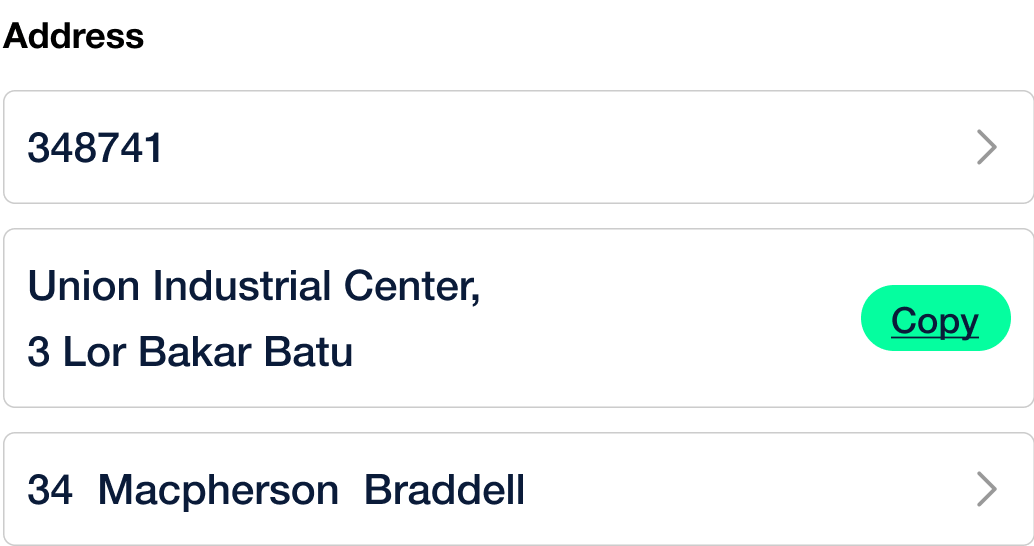 Address
348741
Union Industrial Center,
3 Lor Bakar Batu
Copy
34 Macpherson Braddell